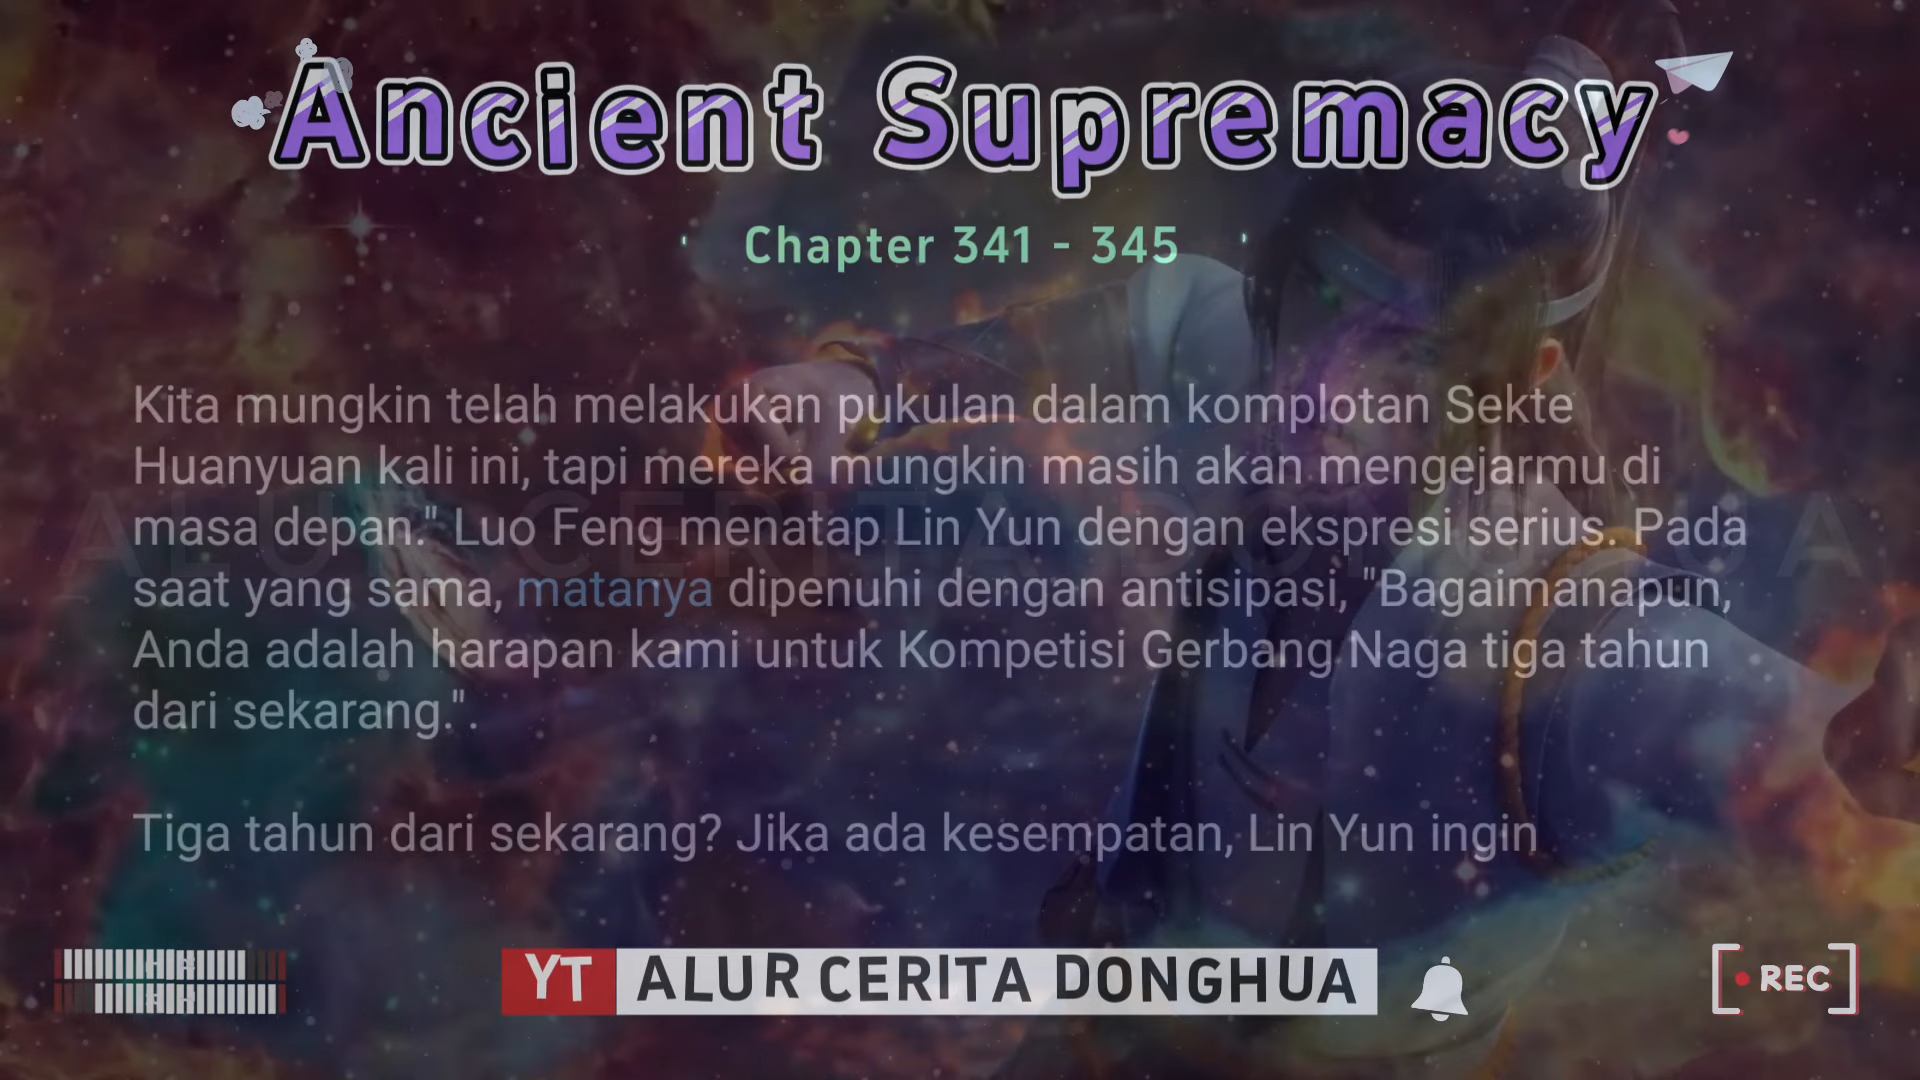 Ancient Supremacy
Chapter 341 - 345
Kita mungkin telah melakukan pukulan dalam komplotan Sekte
Huanyuan kali ini, tapi mereka mungkin masih akan mengejarmu di
masa depan." Luo Feng menatap Lin Yun dengan ekspresi serius. Pada
saat yang sama, matanya dipenuhi dengan antisipasi, "Bagaimanapun,
Anda adalah harapan kami untuk Kompetisi Gerbang Naga tiga tahun
dari sekarang.".
Tiga tahun dari sekarang? Jika ada kesempatan, Lin Yun ingin
ALUR CERITA DONGHUA
YT ALUR CERITA DONGHUA
REC